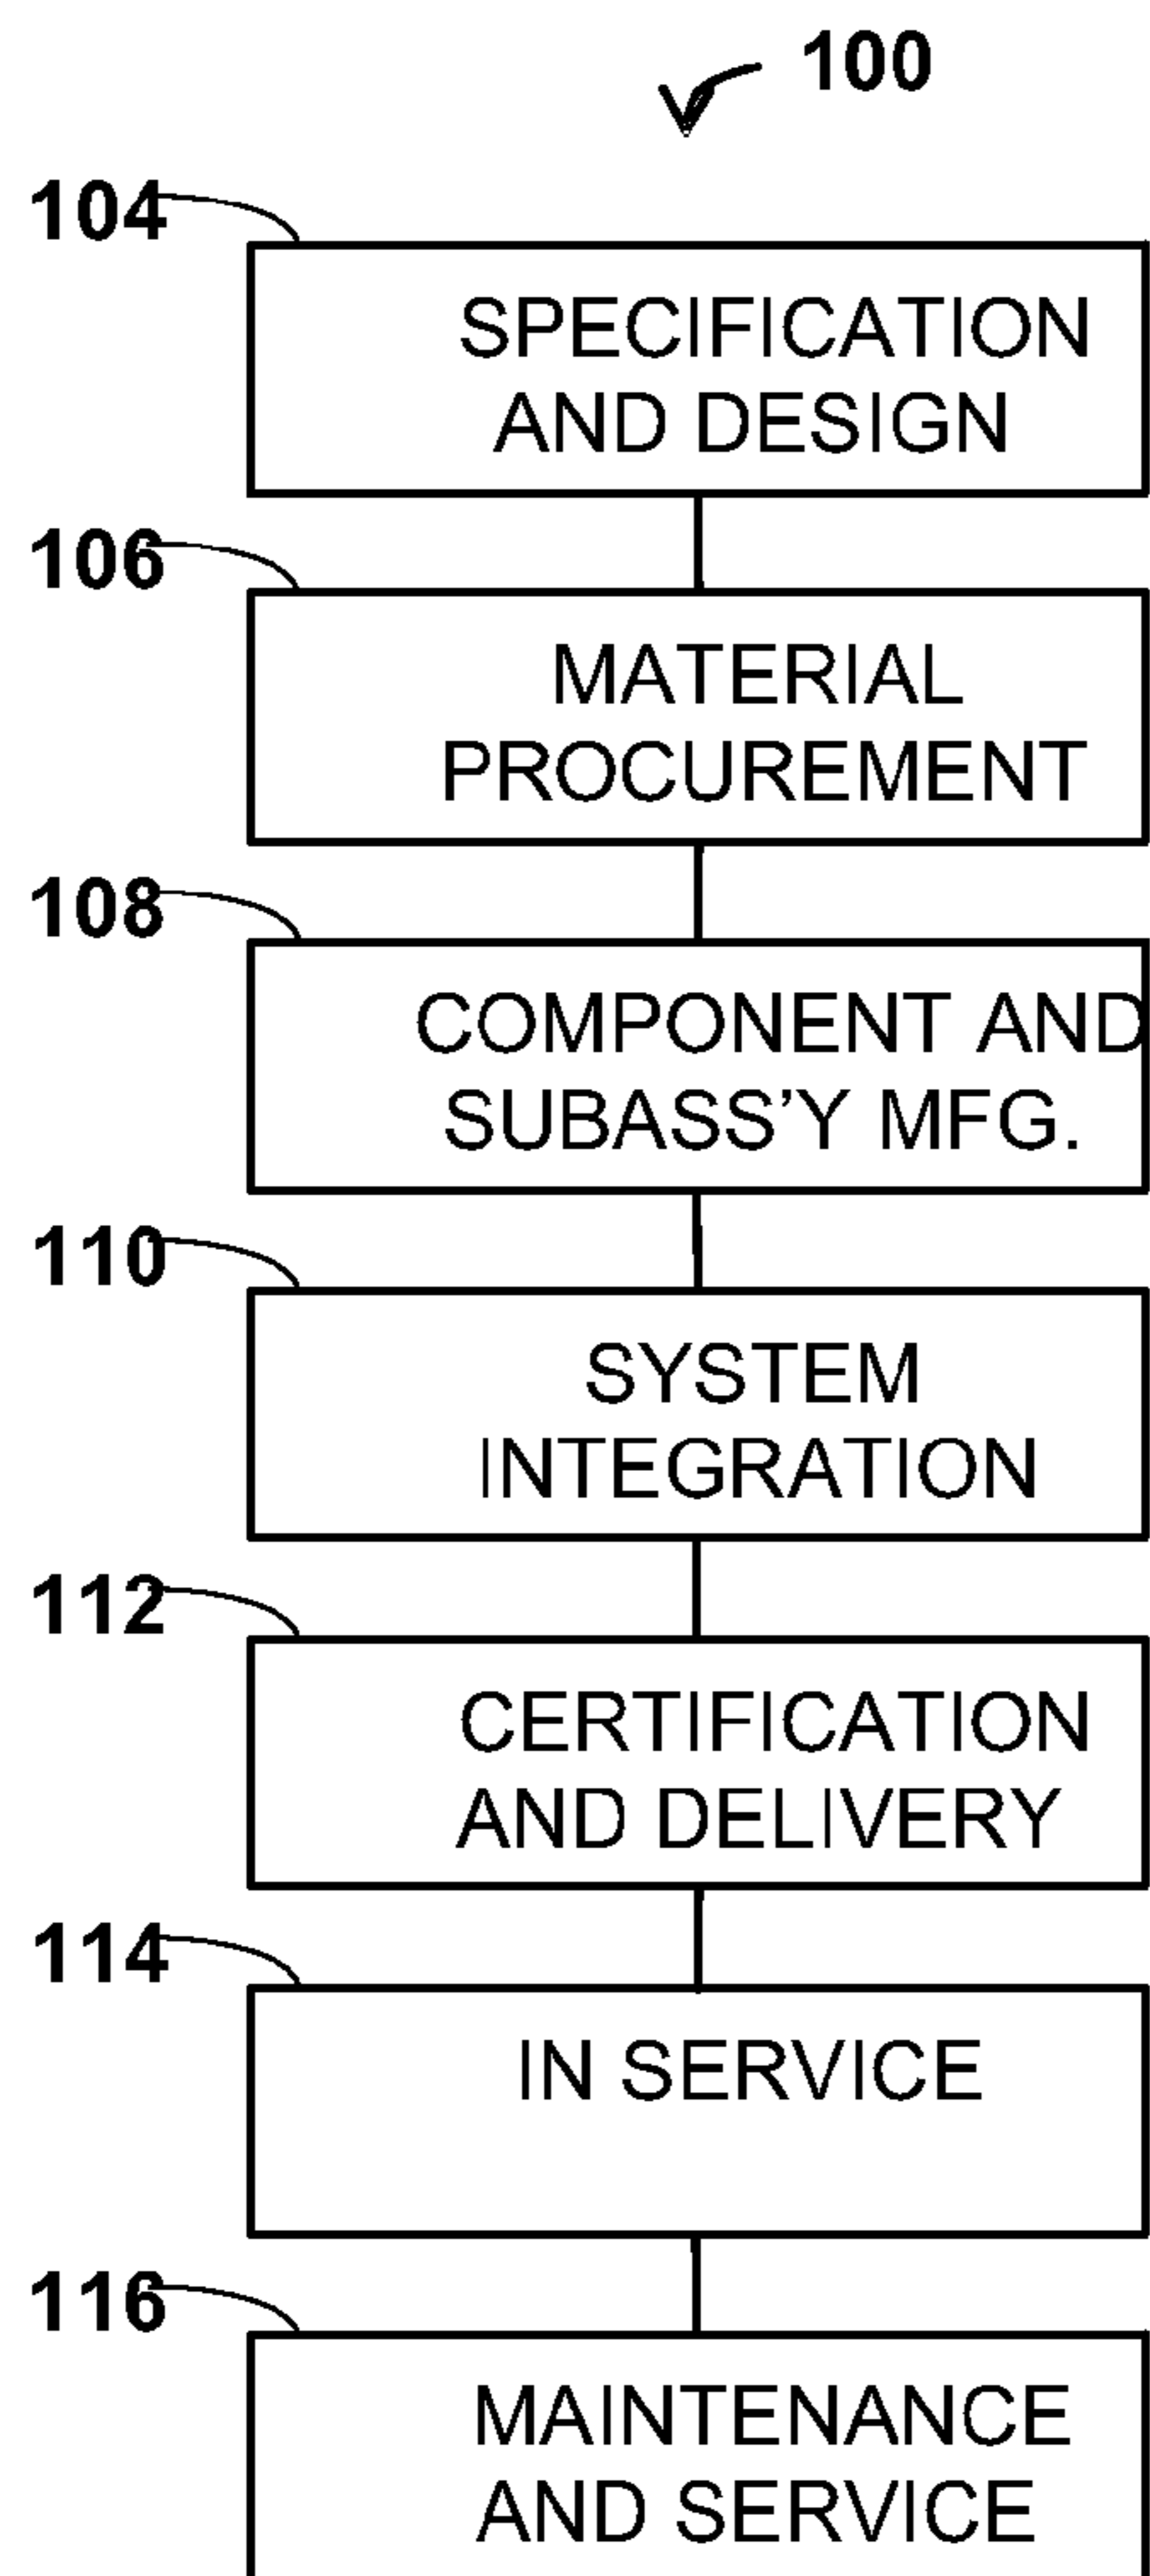 100
104
SPECIFICATION
AND DESIGN
106
MATERIAL
PROCUREMENT
108
COMPONENT AND
SUBASS’Y MFG.
110
SYSTEM
INTEGRATION
112
CERTIFICATION
AND DELIVERY
114
IN SERVICE
116
MAINTENANCE
AND SERVICE